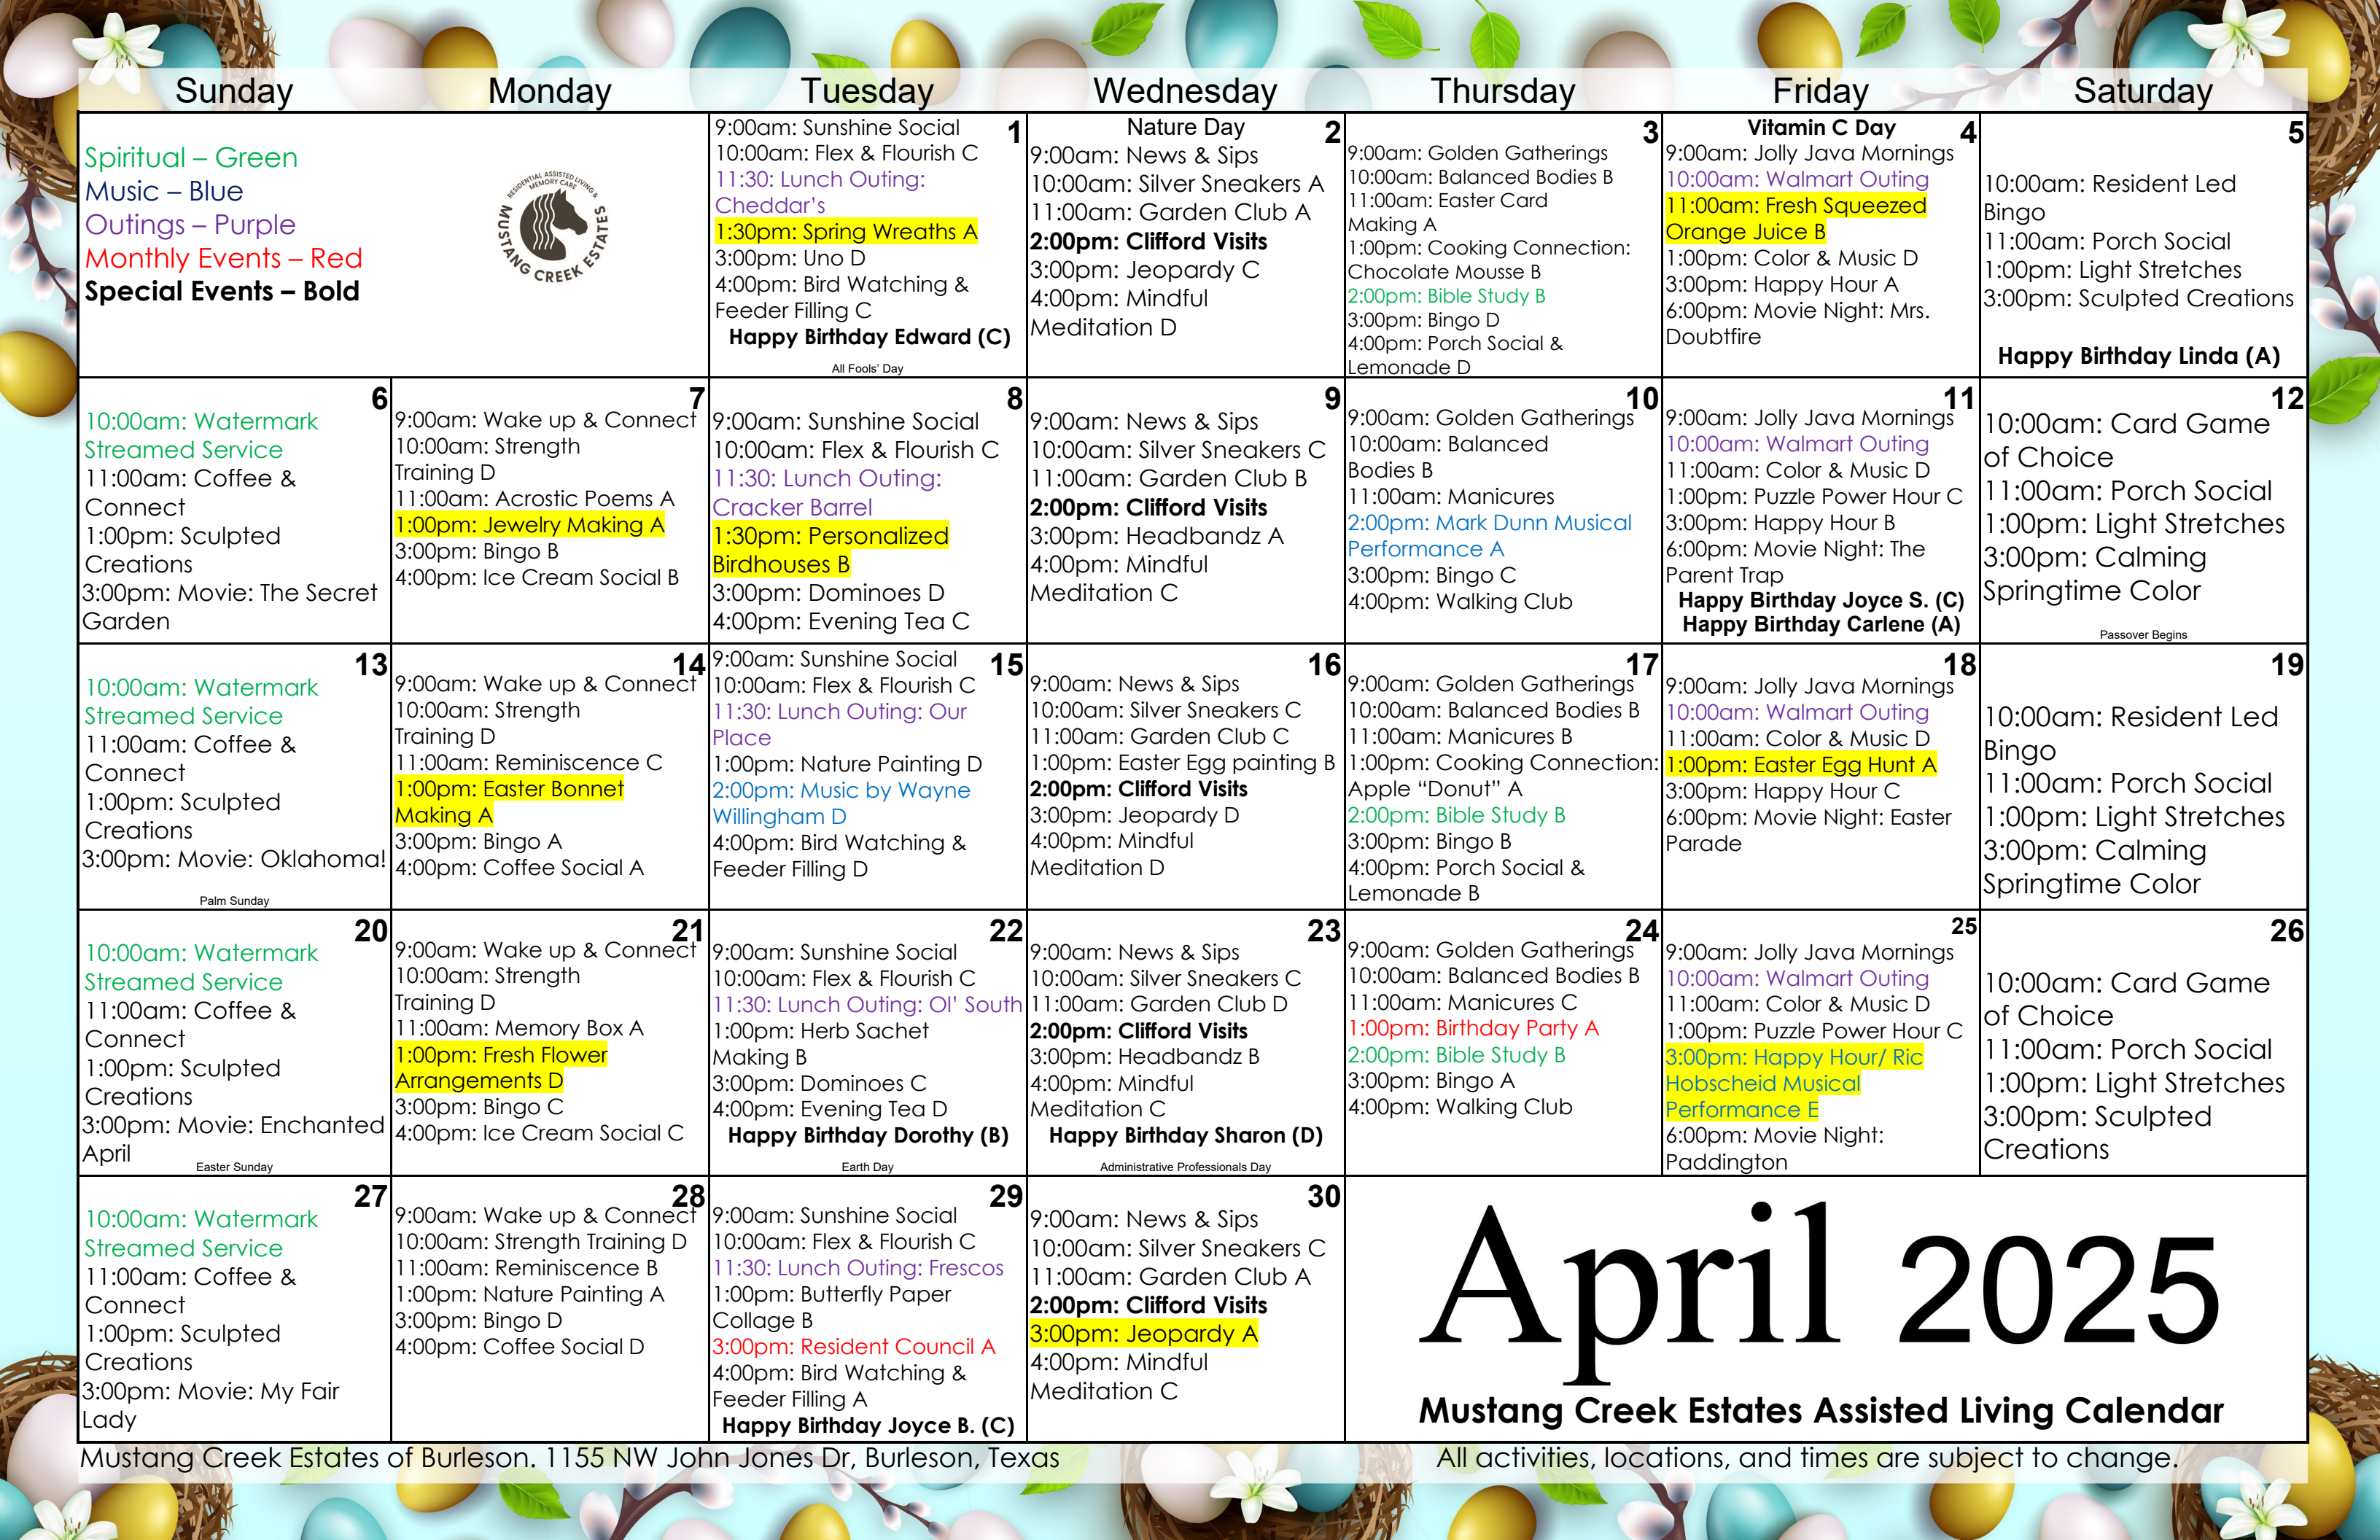 Sunday Monday Tuesday Wednesday Thursday Friday Saturday
Spiritual – Green
Music – Blue
Outings – Purple
Monthly Events – Red
Special Events – Bold
RESIDENTIAL ASSISTED LIVING &
MEMORY CARE
MUSTANG CREEK ESTATES
1
9:00am: Sunshine Social
10:00am: Flex & Flourish C
11:30: Lunch Outing:
Cheddar’s
1:30pm: Spring Wreaths A
3:00pm: Uno D
4:00pm: Bird Watching &
Feeder Filling C
Happy Birthday Edward (C)
All Fools’ Day
2
Nature Day
9:00am: News & Sips
10:00am: Silver Sneakers A
11:00am: Garden Club A
2:00pm: Clifford Visits
3:00pm: Jeopardy C
4:00pm: Mindful
Meditation D
3
9:00am: Golden Gatherings
10:00am: Balanced Bodies B
11:00am: Easter Card
Making A
1:00pm: Cooking Connection:
Chocolate Mousse B
2:00pm: Bible Study B
3:00pm: Bingo D
4:00pm: Porch Social &
Lemonade D
4
Vitamin C Day
9:00am: Jolly Java Mornings
10:00am: Walmart Outing
11:00am: Fresh Squeezed
Orange Juice B
1:00pm: Color & Music D
3:00pm: Happy Hour A
6:00pm: Movie Night: Mrs.
Doubtfire
5
10:00am: Resident Led
Bingo
11:00am: Porch Social
1:00pm: Light Stretches
3:00pm: Sculpted Creations
Happy Birthday Linda (A)
6
10:00am: Watermark
Streamed Service
11:00am: Coffee &
Connect
1:00pm: Sculpted
Creations
3:00pm: Movie: The Secret
Garden
7
9:00am: Wake up & Connect
10:00am: Strength
Training D
11:00am: Acrostic Poems A
1:00pm: Jewelry Making A
3:00pm: Bingo B
4:00pm: Ice Cream Social B
8
9:00am: Sunshine Social
10:00am: Flex & Flourish C
11:30: Lunch Outing:
Cracker Barrel
1:30pm: Personalized
Birdhouses B
3:00pm: Dominoes D
4:00pm: Evening Tea C
9
9:00am: News & Sips
10:00am: Silver Sneakers C
11:00am: Garden Club B
2:00pm: Clifford Visits
3:00pm: Headbandz A
4:00pm: Mindful
Meditation C
10
9:00am: Golden Gatherings
10:00am: Balanced
Bodies B
11:00am: Manicures
2:00pm: Mark Dunn Musical
Performance A
3:00pm: Bingo C
4:00pm: Walking Club
11
9:00am: Jolly Java Mornings
10:00am: Walmart Outing
11:00am: Color & Music D
1:00pm: Puzzle Power Hour C
3:00pm: Happy Hour B
6:00pm: Movie Night: The
Parent Trap
Happy Birthday Joyce S. (C)
Happy Birthday Carlene (A)
12
10:00am: Card Game
of Choice
11:00am: Porch Social
1:00pm: Light Stretches
3:00pm: Calming
Springtime Color
Passover Begins
13
10:00am: Watermark
Streamed Service
11:00am: Coffee &
Connect
1:00pm: Sculpted
Creations
3:00pm: Movie: Oklahoma!
Palm Sunday
14
9:00am: Wake up & Connect
10:00am: Strength
Training D
11:00am: Reminiscence C
1:00pm: Easter Bonnet
Making A
3:00pm: Bingo A
4:00pm: Coffee Social A
15
9:00am: Sunshine Social
10:00am: Flex & Flourish C
11:30: Lunch Outing: Our
Place
1:00pm: Nature Painting D
2:00pm: Music by Wayne
Willingham D
4:00pm: Bird Watching &
Feeder Filling D
16
9:00am: News & Sips
10:00am: Silver Sneakers C
11:00am: Garden Club C
1:00pm: Easter Egg painting B
2:00pm: Clifford Visits
3:00pm: Jeopardy D
4:00pm: Mindful
Meditation D
17
9:00am: Golden Gatherings
10:00am: Balanced Bodies B
11:00am: Manicures B
1:00pm: Cooking Connection:
Apple “Donut” A
2:00pm: Bible Study B
3:00pm: Bingo B
4:00pm: Porch Social &
Lemonade B
18
9:00am: Jolly Java Mornings
10:00am: Walmart Outing
11:00am: Color & Music D
1:00pm: Easter Egg Hunt A
3:00pm: Happy Hour C
6:00pm: Movie Night: Easter
Parade
19
10:00am: Resident Led
Bingo
11:00am: Porch Social
1:00pm: Light Stretches
3:00pm: Calming
Springtime Color
20
10:00am: Watermark
Streamed Service
11:00am: Coffee &
Connect
1:00pm: Sculpted
Creations
3:00pm: Movie: Enchanted
April
Easter Sunday
21
9:00am: Wake up & Connect
10:00am: Strength
Training D
11:00am: Memory Box A
1:00pm: Fresh Flower
Arrangements D
3:00pm: Bingo C
4:00pm: Ice Cream Social C
22
9:00am: Sunshine Social
10:00am: Flex & Flourish C
11:30: Lunch Outing: Ol’ South
1:00pm: Herb Sachet
Making B
3:00pm: Dominoes C
4:00pm: Evening Tea D
Happy Birthday Dorothy (B)
Earth Day
23
9:00am: News & Sips
10:00am: Silver Sneakers C
11:00am: Garden Club D
2:00pm: Clifford Visits
3:00pm: Headbandz B
4:00pm: Mindful
Meditation C
Happy Birthday Sharon (D)
Administrative Professionals Day
24
9:00am: Golden Gatherings
10:00am: Balanced Bodies B
11:00am: Manicures C
1:00pm: Birthday Party A
2:00pm: Bible Study B
3:00pm: Bingo A
4:00pm: Walking Club
25
9:00am: Jolly Java Mornings
10:00am: Walmart Outing
11:00am: Color & Music D
1:00pm: Puzzle Power Hour C
3:00pm: Happy Hour/ Ric
Hobscheid Musical
Performance E
6:00pm: Movie Night:
Paddington
26
10:00am: Card Game
of Choice
11:00am: Porch Social
1:00pm: Light Stretches
3:00pm: Sculpted
Creations
27
10:00am: Watermark
Streamed Service
11:00am: Coffee &
Connect
1:00pm: Sculpted
Creations
3:00pm: Movie: My Fair
Lady
28
9:00am: Wake up & Connect
10:00am: Strength Training D
11:00am: Reminiscence B
1:00pm: Nature Painting A
3:00pm: Bingo D
4:00pm: Coffee Social D
29
9:00am: Sunshine Social
10:00am: Flex & Flourish C
11:30: Lunch Outing: Frescos
1:00pm: Butterfly Paper
Collage B
3:00pm: Resident Council A
4:00pm: Bird Watching &
Feeder Filling A
Happy Birthday Joyce B. (C)
30
9:00am: News & Sips
10:00am: Silver Sneakers C
11:00am: Garden Club A
2:00pm: Clifford Visits
3:00pm: Jeopardy A
4:00pm: Mindful
Meditation C
April 2025
Mustang Creek Estates Assisted Living Calendar
Mustang Creek Estates of Burleson. 1155 NW John Jones Dr, Burleson, Texas
All activities, locations, and times are subject to change.